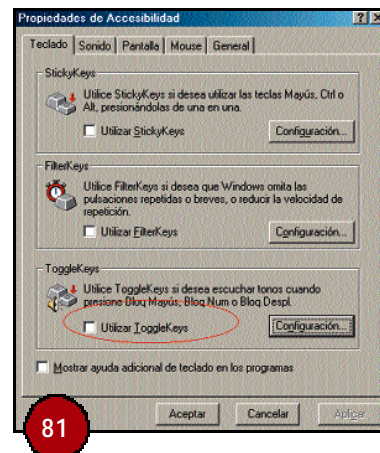 Propiedades de Accesibilidad
Teclado Sonido Pantalla Mouse General
StickyKeys
Utilice StickyKeys si desea utilizar las teclas Mayús, Ctrl o
Alt, presionándolas de una en una.
Utilizar StickyKeys Configuración...
FilterKeys
Utilice FilterKeys si desea que Windows omita las
pulsaciones repetidas o breves, o reducir la velocidad de
repetición.
Utilizar FilterKeys Configuración...
ToggleKeys
Utilice ToggleKeys si desea escuchar tonos cuando
presione Bloq Mayús, Bloq Num o Bloq Despl.
Utilizar ToggleKeys Configuración...
Mostrar ayuda adicional de teclado en los programas
Aceptar Cancelar Aplicar
81